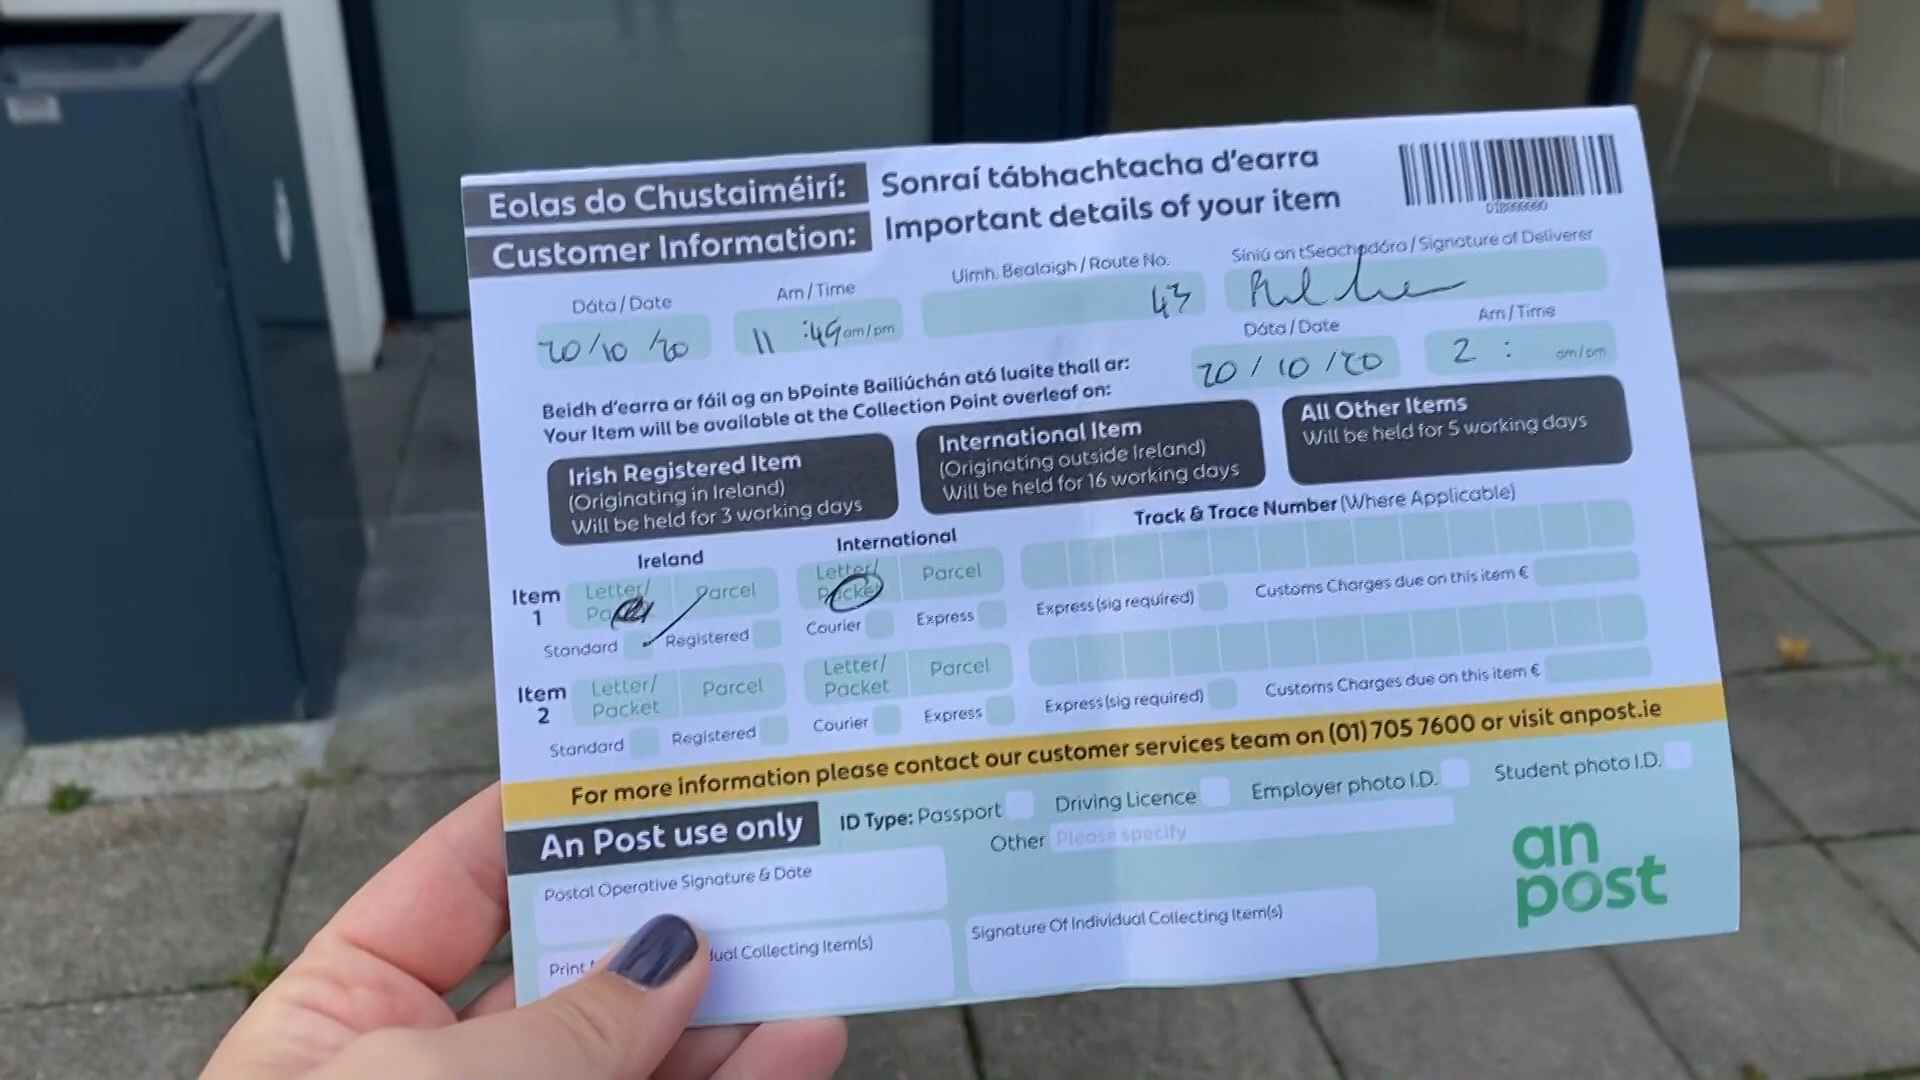 Eolas do Chustaiméirí: Sonraí tábhachtacha d'earra
Customer Information: Important details of your item
Dáta/Date Am/Time Uimh. Bealaigh/Route No. Síniú an tSeachadóra/Signature of Deliverer
20/10/20 11:49 am/pm 43
Dáta/Date Am/Time
Beidh d'earra ar fáil ag an bPointe Bailiúchán atá luaite thall ar:
Your Item will be available at the Collection Point overleaf on: 20/10/20 2 : am/pm
Irish Registered Item
(Originating in Ireland)
Will be held for 3 working days
International Item
(Originating outside Ireland)
Will be held for 16 working days
All Other Items
Will be held for 5 working days
Ireland International Track & Trace Number (Where Applicable)
Item 1
Letter/ Parcel
Letter/Packet Parcel
Standard Registered Courier Express Express (sig required) Customs Charges due on this item €
Item 2
Letter/Packet Parcel
Letter/Packet Parcel
Standard Registered Courier Express Express (sig required) Customs Charges due on this item €
For more information please contact our customer services team on (01) 705 7600 or visit anpost.ie
An Post use only ID Type: Passport Driving Licence Employer photo I.D. Student photo I.D.
Other Please specify
Postal Operative Signature & Date
Print Collecting Item(s)
Signature Of Individual Collecting Item(s)
an
post